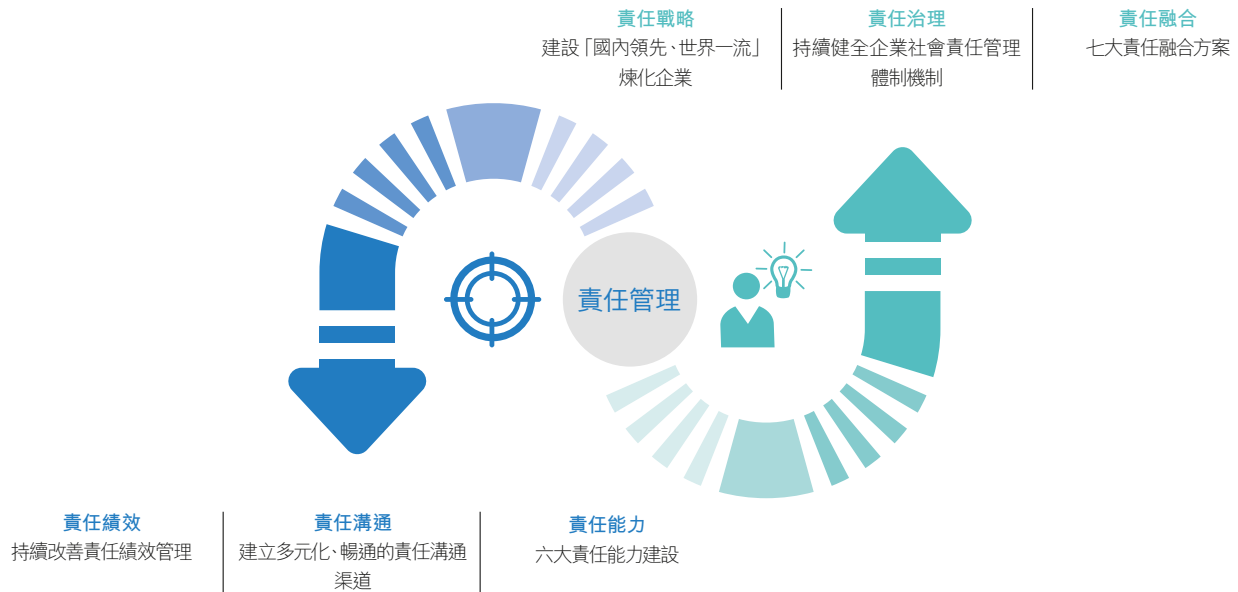 責任戰略
建設「國內領先、世界一流」
煉化企業
責任治理
持續健全企業社會責任管理
體制機制
責任融合
七大責任融合方案
責任管理
責任績效
持續改善責任績效管理
責任溝通
建立多元化、暢通的責任溝通
渠道
責任能力
六大責任能力建設